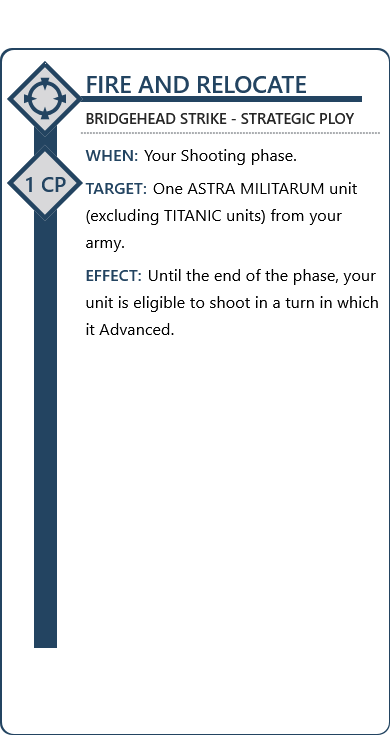 FIRE AND RELOCATE
BRIDGEHEAD STRIKE - STRATEGIC PLOY
1 CP
WHEN: Your Shooting phase.
TARGET: One ASTRA MILITARUM unit
(excluding TITANIC units) from your
army.
EFFECT: Until the end of the phase, your
unit is eligible to shoot in a turn in which
it Advanced.